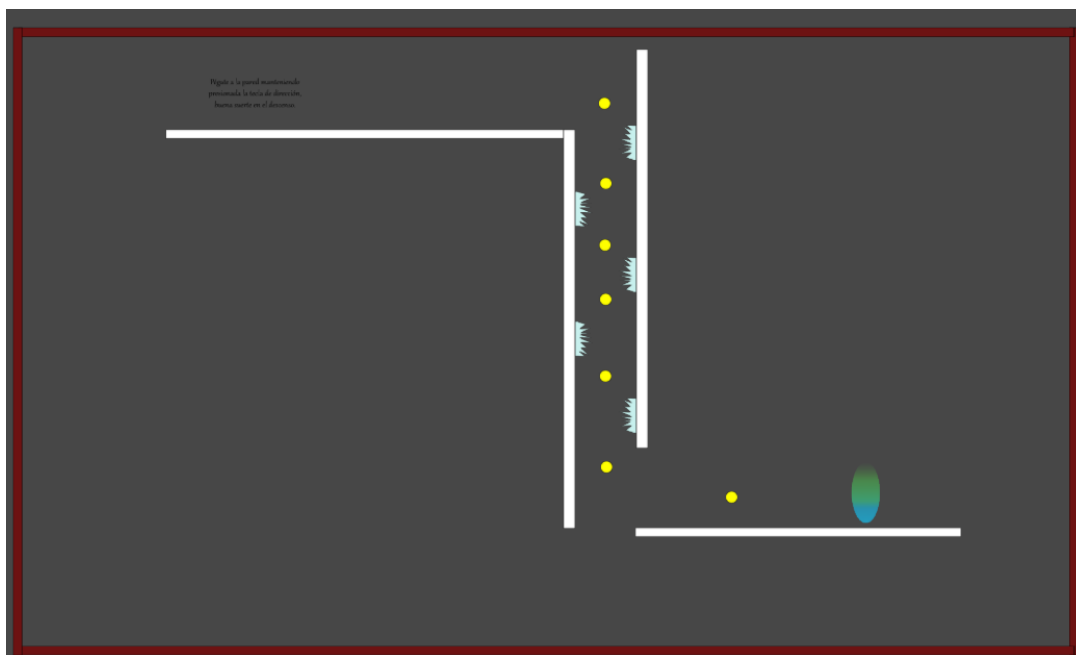 Pégate a la pared manteniendo
presionada la tecla de dirección,
buena suerte en el descenso.